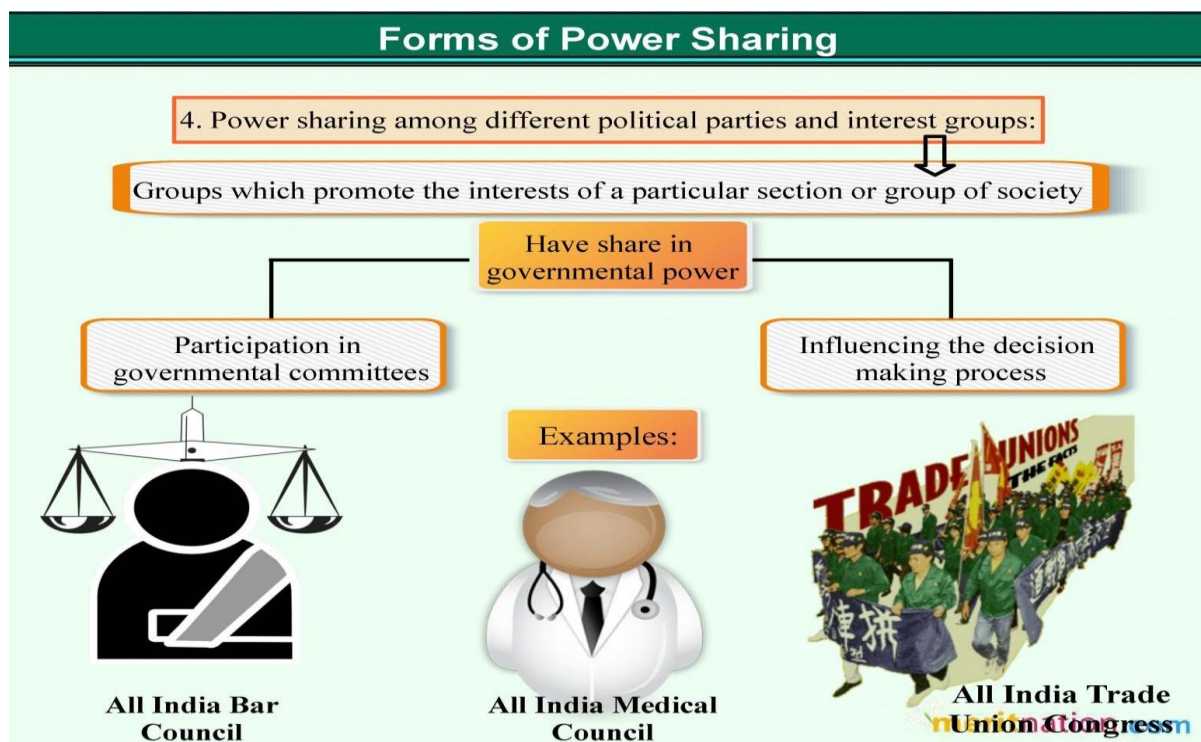 Forms of Power Sharing
4. Power sharing among different political parties and interest groups:
Groups which promote the interests of a particular section or group of society
Have share in
governmental power
Participation in
governmental committees
Influencing the decision
making process
Examples:
TRADE UNIONS
THE FACTS
All India Bar
Council
All India Medical
Council
All India Trade
Union Congress
meritnation.com